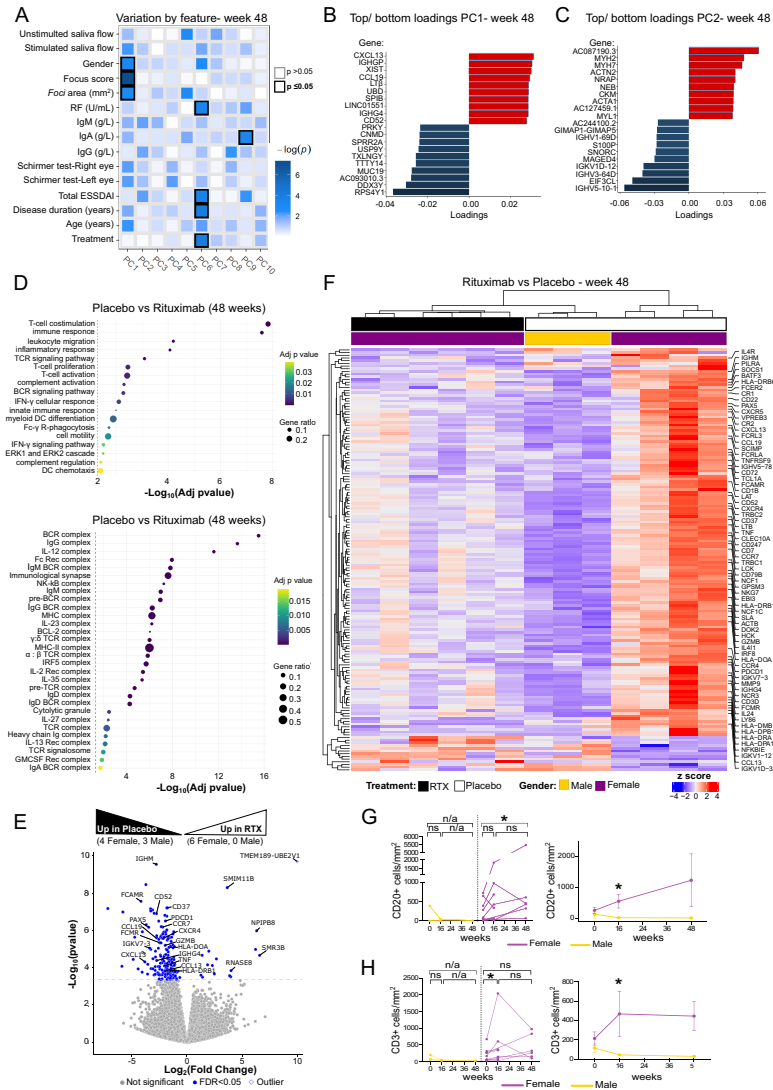 A
Variation by feature- week 48
Unstimulted saliva flow
Stimulated saliva flow
Gender
Focus score
Foci area (mm²)
RF (U/mL)
IgM (g/L)
IgA (g/L)
IgG (g/L)
Schirmer test-Right eye
Schirmer test-Left eye
Total ESSDAI
Disease duration (years)
Age (years)
Treatment
PC1
PC2
PC3
PC4
PC5
PC6
PC7
PC8
PC9
PC10
p >0.05
p ≤0.05
−log(p)
6
4
2
B
Top/ bottom loadings PC1- week 48
Gene:
CXCL13
IGHGP
XIST
CCL19
LTB
UBD
SPIB
LINC01551
IGHG4
CD52
PRKY
CNMD
SPRR2A
USP9Y
TXLNGY
TTTY14
MUC19
AC093010.3
DDX3Y
RPS4Y1
-0.04
-0.02
0.00
0.02
Loadings
C
Top/ bottom loadings PC2- week 48
Gene:
AC087190.3
MYH2
MYH7
ACTN2
NRAP
NEB
CKM
ACTA1
AC127459.1
MYL1
AC244100.2
GIMAP1-GIMAP5
IGHV1-69D
S100P
SNORC
MAGED4
IGKV1D-12
IGHV3-64D
EIF3CL
IGHV5-10-1
-0.06
-0.03
0.00
0.03
0.06
Loadings
D
Placebo vs Rituximab (48 weeks)
T-cell costimulation
immune responce
leukocyte migration
inflammatory response
TCR signaling pathway
T-cell proliferation
T-cell activation
complement activation
BCR signaling pathway
IFN-γ cellular responce
innate immune response
myeloid DC differentiation
Fc-γ R-phagocytosis
cell motility
IFN-γ signaling pathway
ERK1 and ERK2 cascade
complement regulation
DC chemotaxis
2
4
6
8
-Log10(Adj pvalue)
Adj p value
0.03
0.02
0.01
Gene ratio
0.1
0.2
Placebo vs Rituximab (48 weeks)
BCR complex
IgG complex
IL-12 complex
Fc Rec complex
IgM BCR complex
Immunological synapse
NK-kB complex
IgM complex
pre-BCR complex
IgG BCR complex
MHC complex
IL-23 complex
BCL-2 complex
γ:δ TCR complex
MHC-II complex
α : β TCR complex
IRF5 complex
IL-2 Rec complex
IL-35 complex
pre-TCR complex
IgD complex
IgD BCR complex
Cytolytic granule
IL-27 complex
TCR complex
Heavy chain Ig complex
IL-13 Rec complex
TCR signalosome
GMCSF Rec complex
IgA BCR complex
4
8
12
16
-Log10(Adj pvalue)
Adj p value
0.015
0.010
0.005
Gene ratio
0.1
0.2
0.3
0.4
0.5
E
Up in Placebo
Up in RTX
(4 Female, 3 Male)
(6 Female, 0 Male)
TMEM189-UBE2V1
IGHM
SMIM11B
FCAMR
CD52
CD37
PAX5
PDCD1
CCL19
CCR7
FCMR
CXCR4
NPIPB8
GZMB
IGKV7-3
HLA-DOA
SMR3B
CXCL13
IGHG4
TNF
CCL13
HLA-DRB1
RNASE8
10
8
6
4
2
0
-Log10(pvalue)
-5
0
5
10
Log2(Fold Change)
Not significant
FDR<0.05
Outlier
F
Rituximab vs Placebo - week 48
IL4R
IGHM
PILRA
SOCS1
BATF3
HLA-DRB6
FCER2
CR1
CD22
PAX5
CXCR5
VPREB3
CR2
CXCL13
FCRL3
CCL19
SCIMP
FCRLA
TNFRSF9
IGHV5-78
CD72
TCL1A
FCAMR
CD1B
LAT
CD52
CXCR4
TRBC2
CD37
LTB
TNF
CLEC10A
CD247
CD7
CCR7
TRBC1
LCK
CD79B
NCF1
GPSM3
NKG7
EBI3
HLA-DRB1
NCF1C
SLA
ACTB
DOK2
HCK
GZMB
IL4I1
IRF8
HLA-DOA
CCR4
PDCD1
IGKV7-3
MMP9
IGHG4
NCR3
CD3D
FCMR
IL24
LY86
HLA-DMB
HLA-DPB1
HLA-DRA
HLA-DPA1
NFKBIE
IGKV1-12
CCL13
IGKV1D-3
Treatment:
RTX
Placebo
Gender:
Male
Female
z score
−4
−2
0
2
4
G
n/a
ns
n/a
*
ns
ns
6000
5000
4000
3000
2000
1500
1000
500
0
CD20+ cells/mm²
0
16
24
36
48
0
16
24
36
48
weeks
*
2000
1000
0
CD20+ cells/mm²
0
16
32
48
weeks
Female
Male
H
n/a
ns
n/a
ns
*
ns
CD3+ cells/mm²
2000
1500
1000
500
0
0
16
24
36
48
0
16
24
36
48
weeks
*
800
600
400
200
0
CD3+ cells/mm²
0
16
32
5
weeks
Female
Male